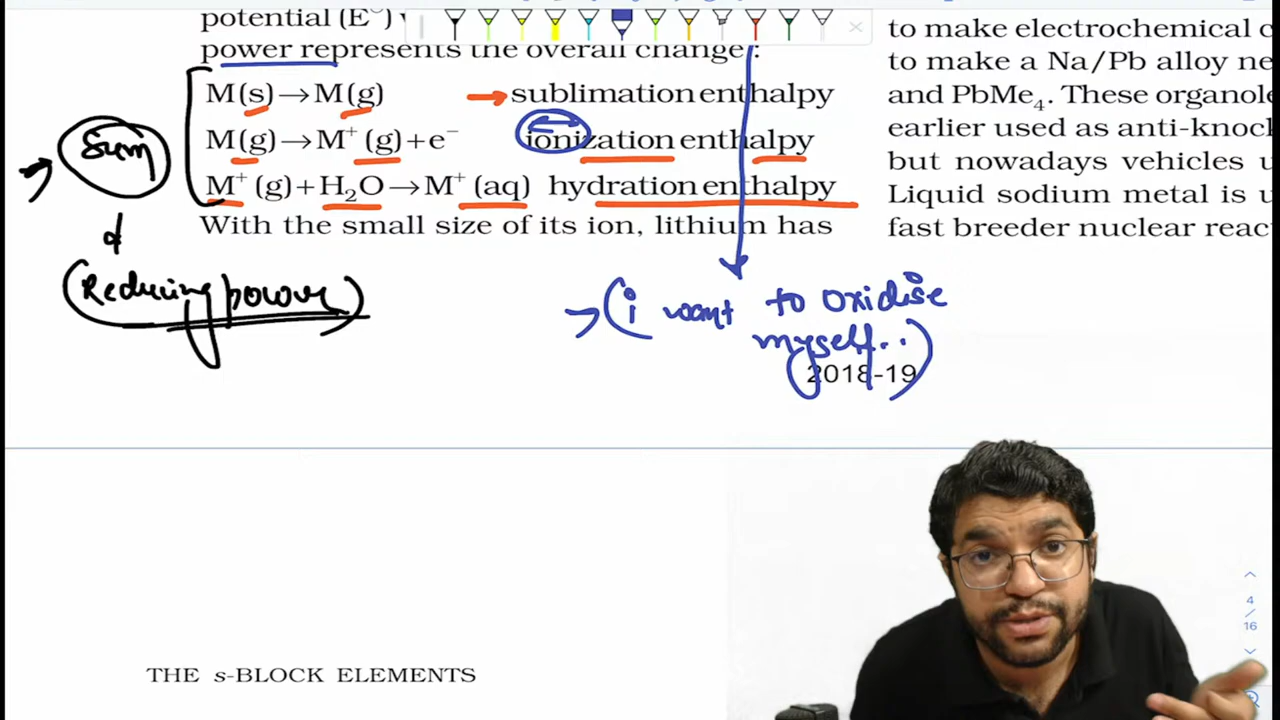 potential (E
power represents the overall change :
M(s)→M(g) sublimation enthalpy
M(g)→M⁺(g)+e⁻ ionization enthalpy
M⁺(g)+H₂O→M⁺(aq) hydration enthalpy
With the small size of its ion, lithium has
Sum
(Reducing power)
(i want to oxidise
myself..)
2018-19
to make electrochemical c
to make a Na/Pb alloy ne
and PbMe₄. These organole
earlier used as anti-knock
but nowadays vehicles u
Liquid sodium metal is u
fast breeder nuclear reac
THE s-BLOCK ELEMENTS
4
/
16